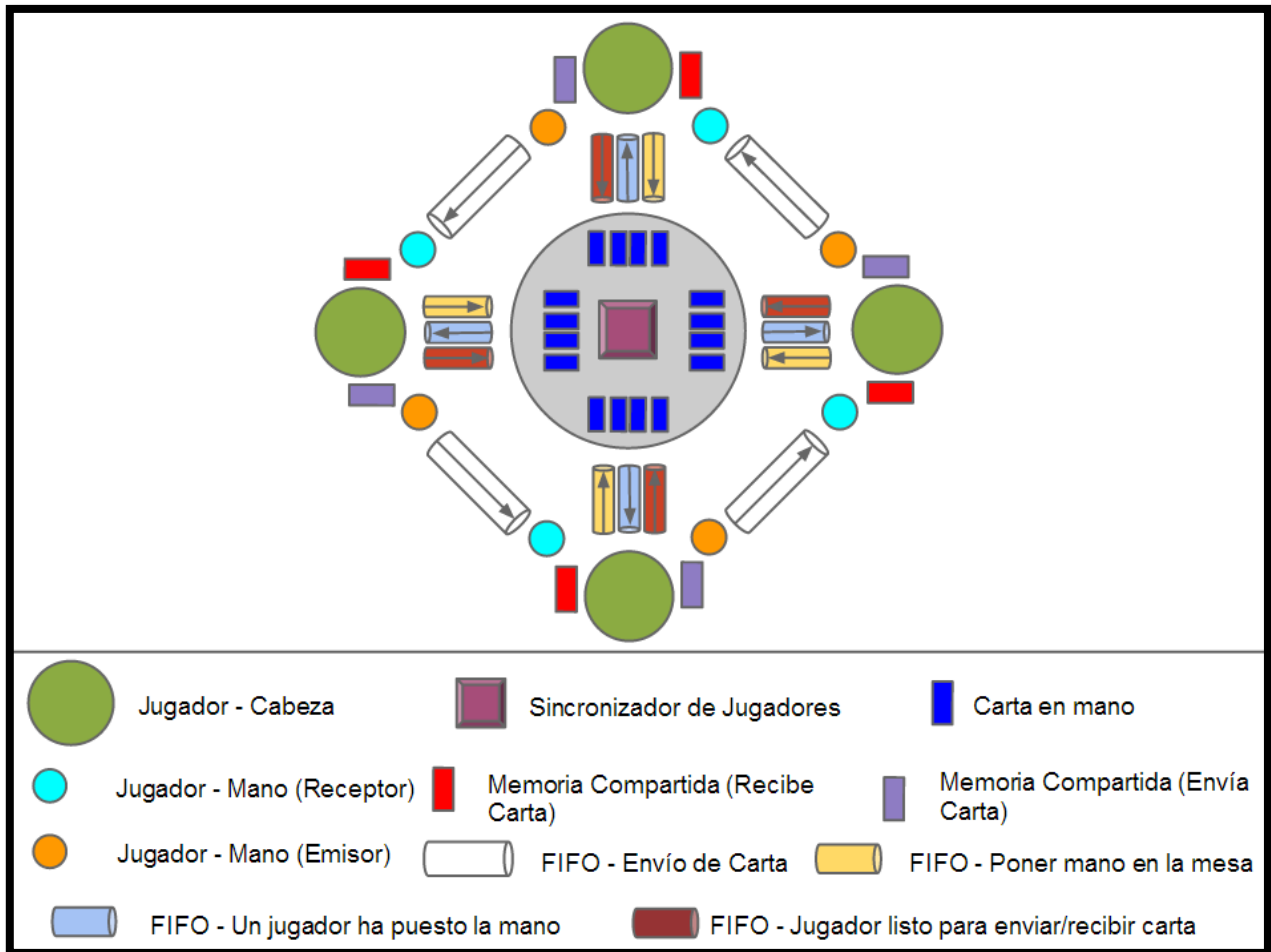 Jugador - Cabeza
Sincronizador de Jugadores
Carta en mano
Jugador - Mano (Receptor)
Memoria Compartida (Recibe
Carta)
Memoria Compartida (Envía
Carta)
Jugador - Mano (Emisor)
FIFO - Envío de Carta
FIFO - Poner mano en la mesa
FIFO - Un jugador ha puesto la mano
FIFO - Jugador listo para enviar/recibir carta